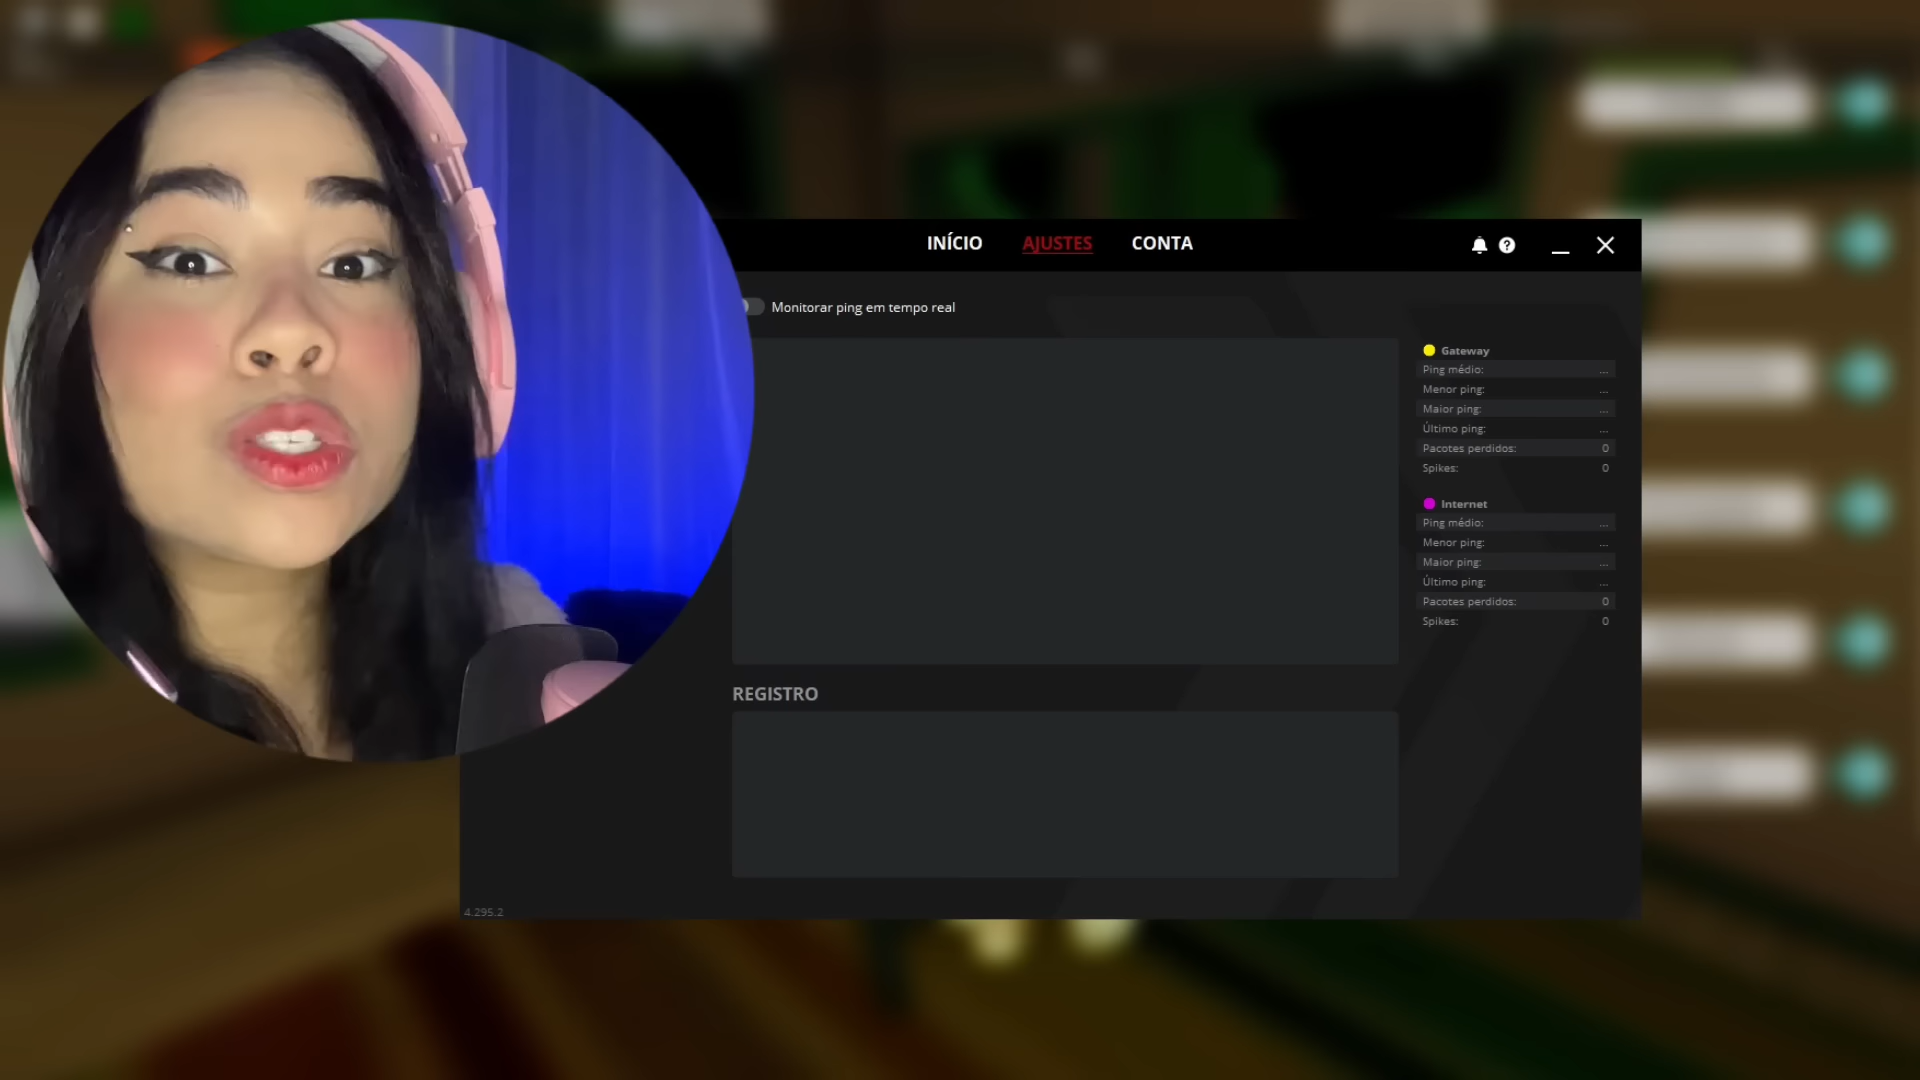 INÍCIO AJUSTES CONTA
Monitorar ping em tempo real
Gateway
Ping médio: ...
Menor ping: ...
Maior ping: ...
Último ping: ...
Pacotes perdidos: 0
Spikes: 0
Internet
Ping médio: ...
Menor ping: ...
Maior ping: ...
Último ping: ...
Pacotes perdidos: 0
Spikes: 0
REGISTRO
4.295.2